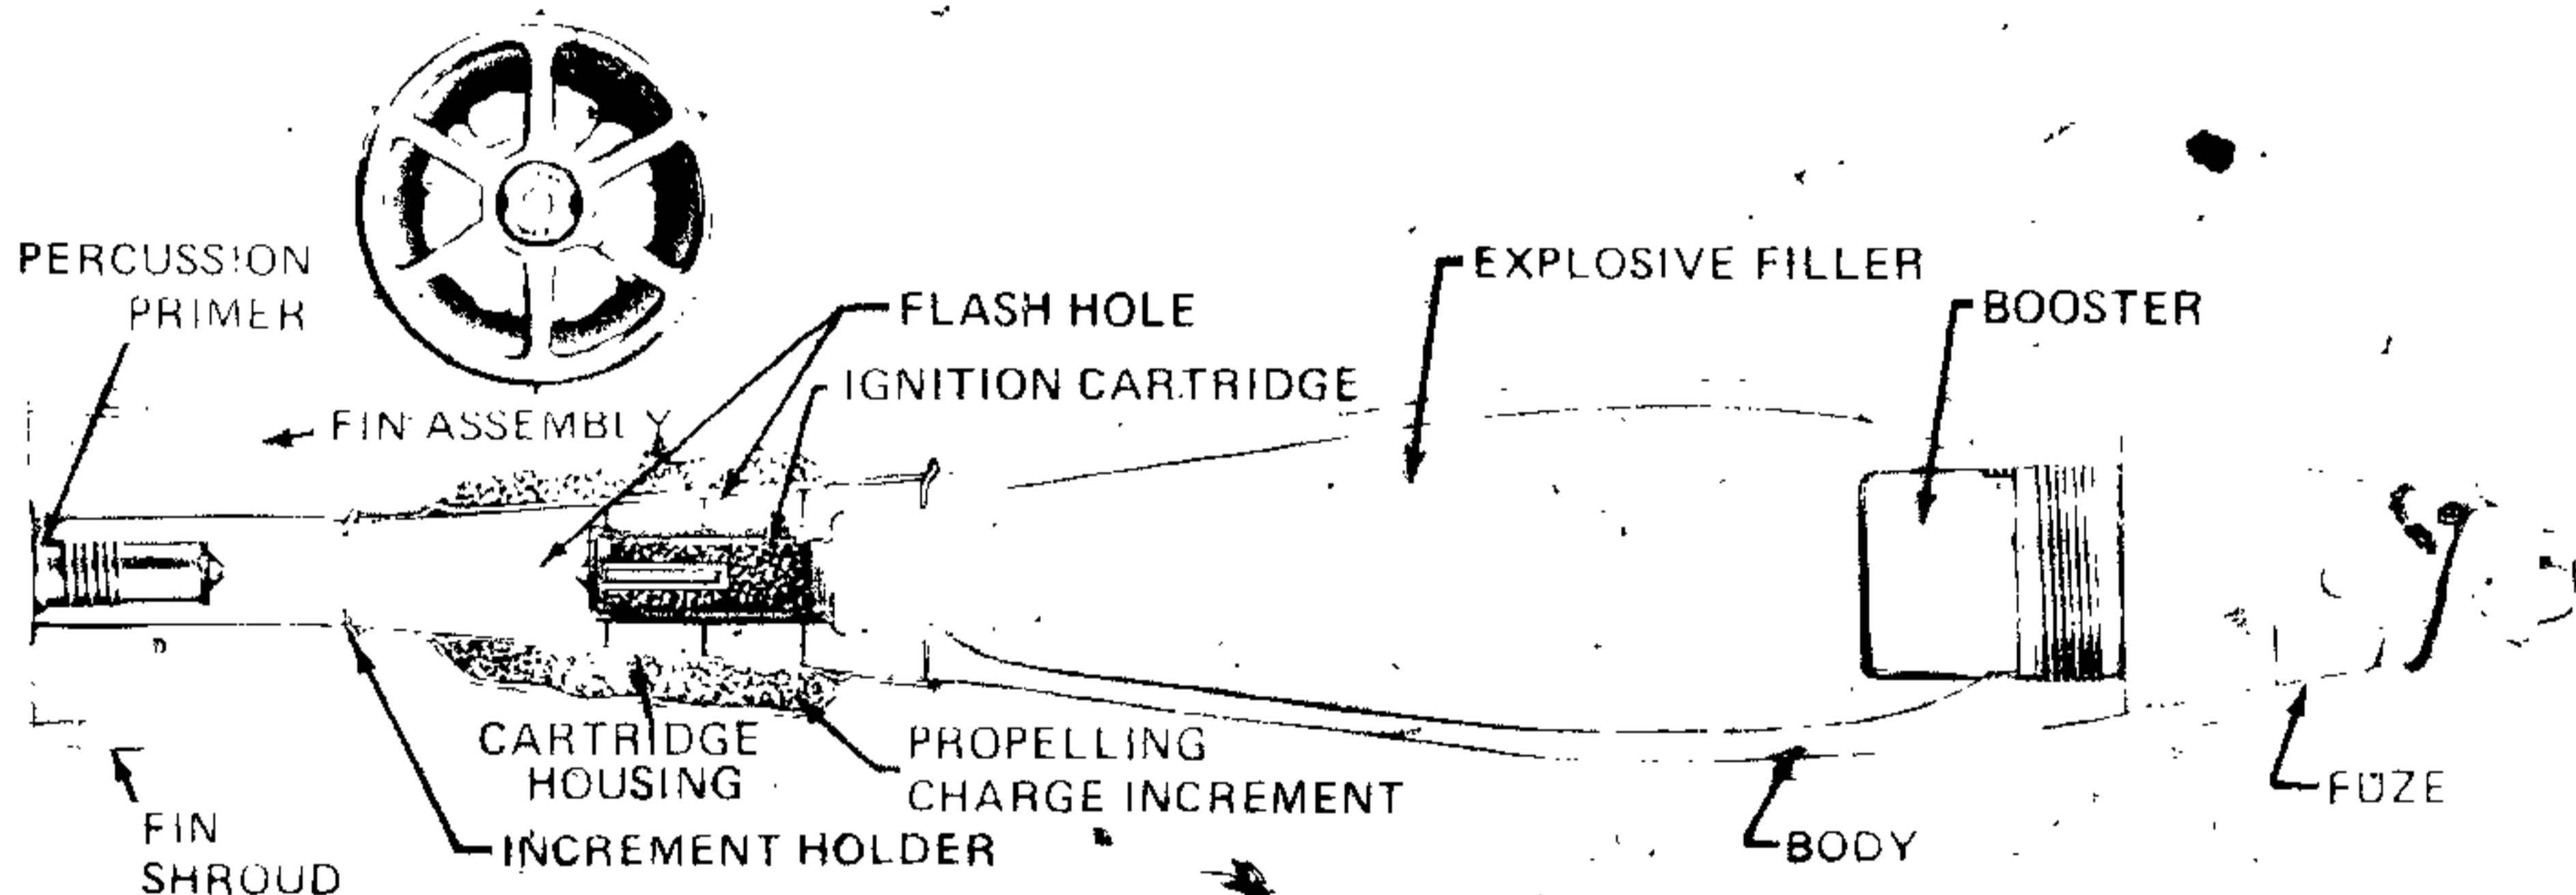 PERCUSSION
PRIMER
FLASH HOLE
EXPLOSIVE FILLER
BOOSTER
IGNITION CARTRIDGE
FIN ASSEMBLY
CARTRIDGE
HOUSING
PROPELLING
CHARGE INCREMENT
FUZE
FIN
SHROUD
INCREMENT HOLDER
BODY